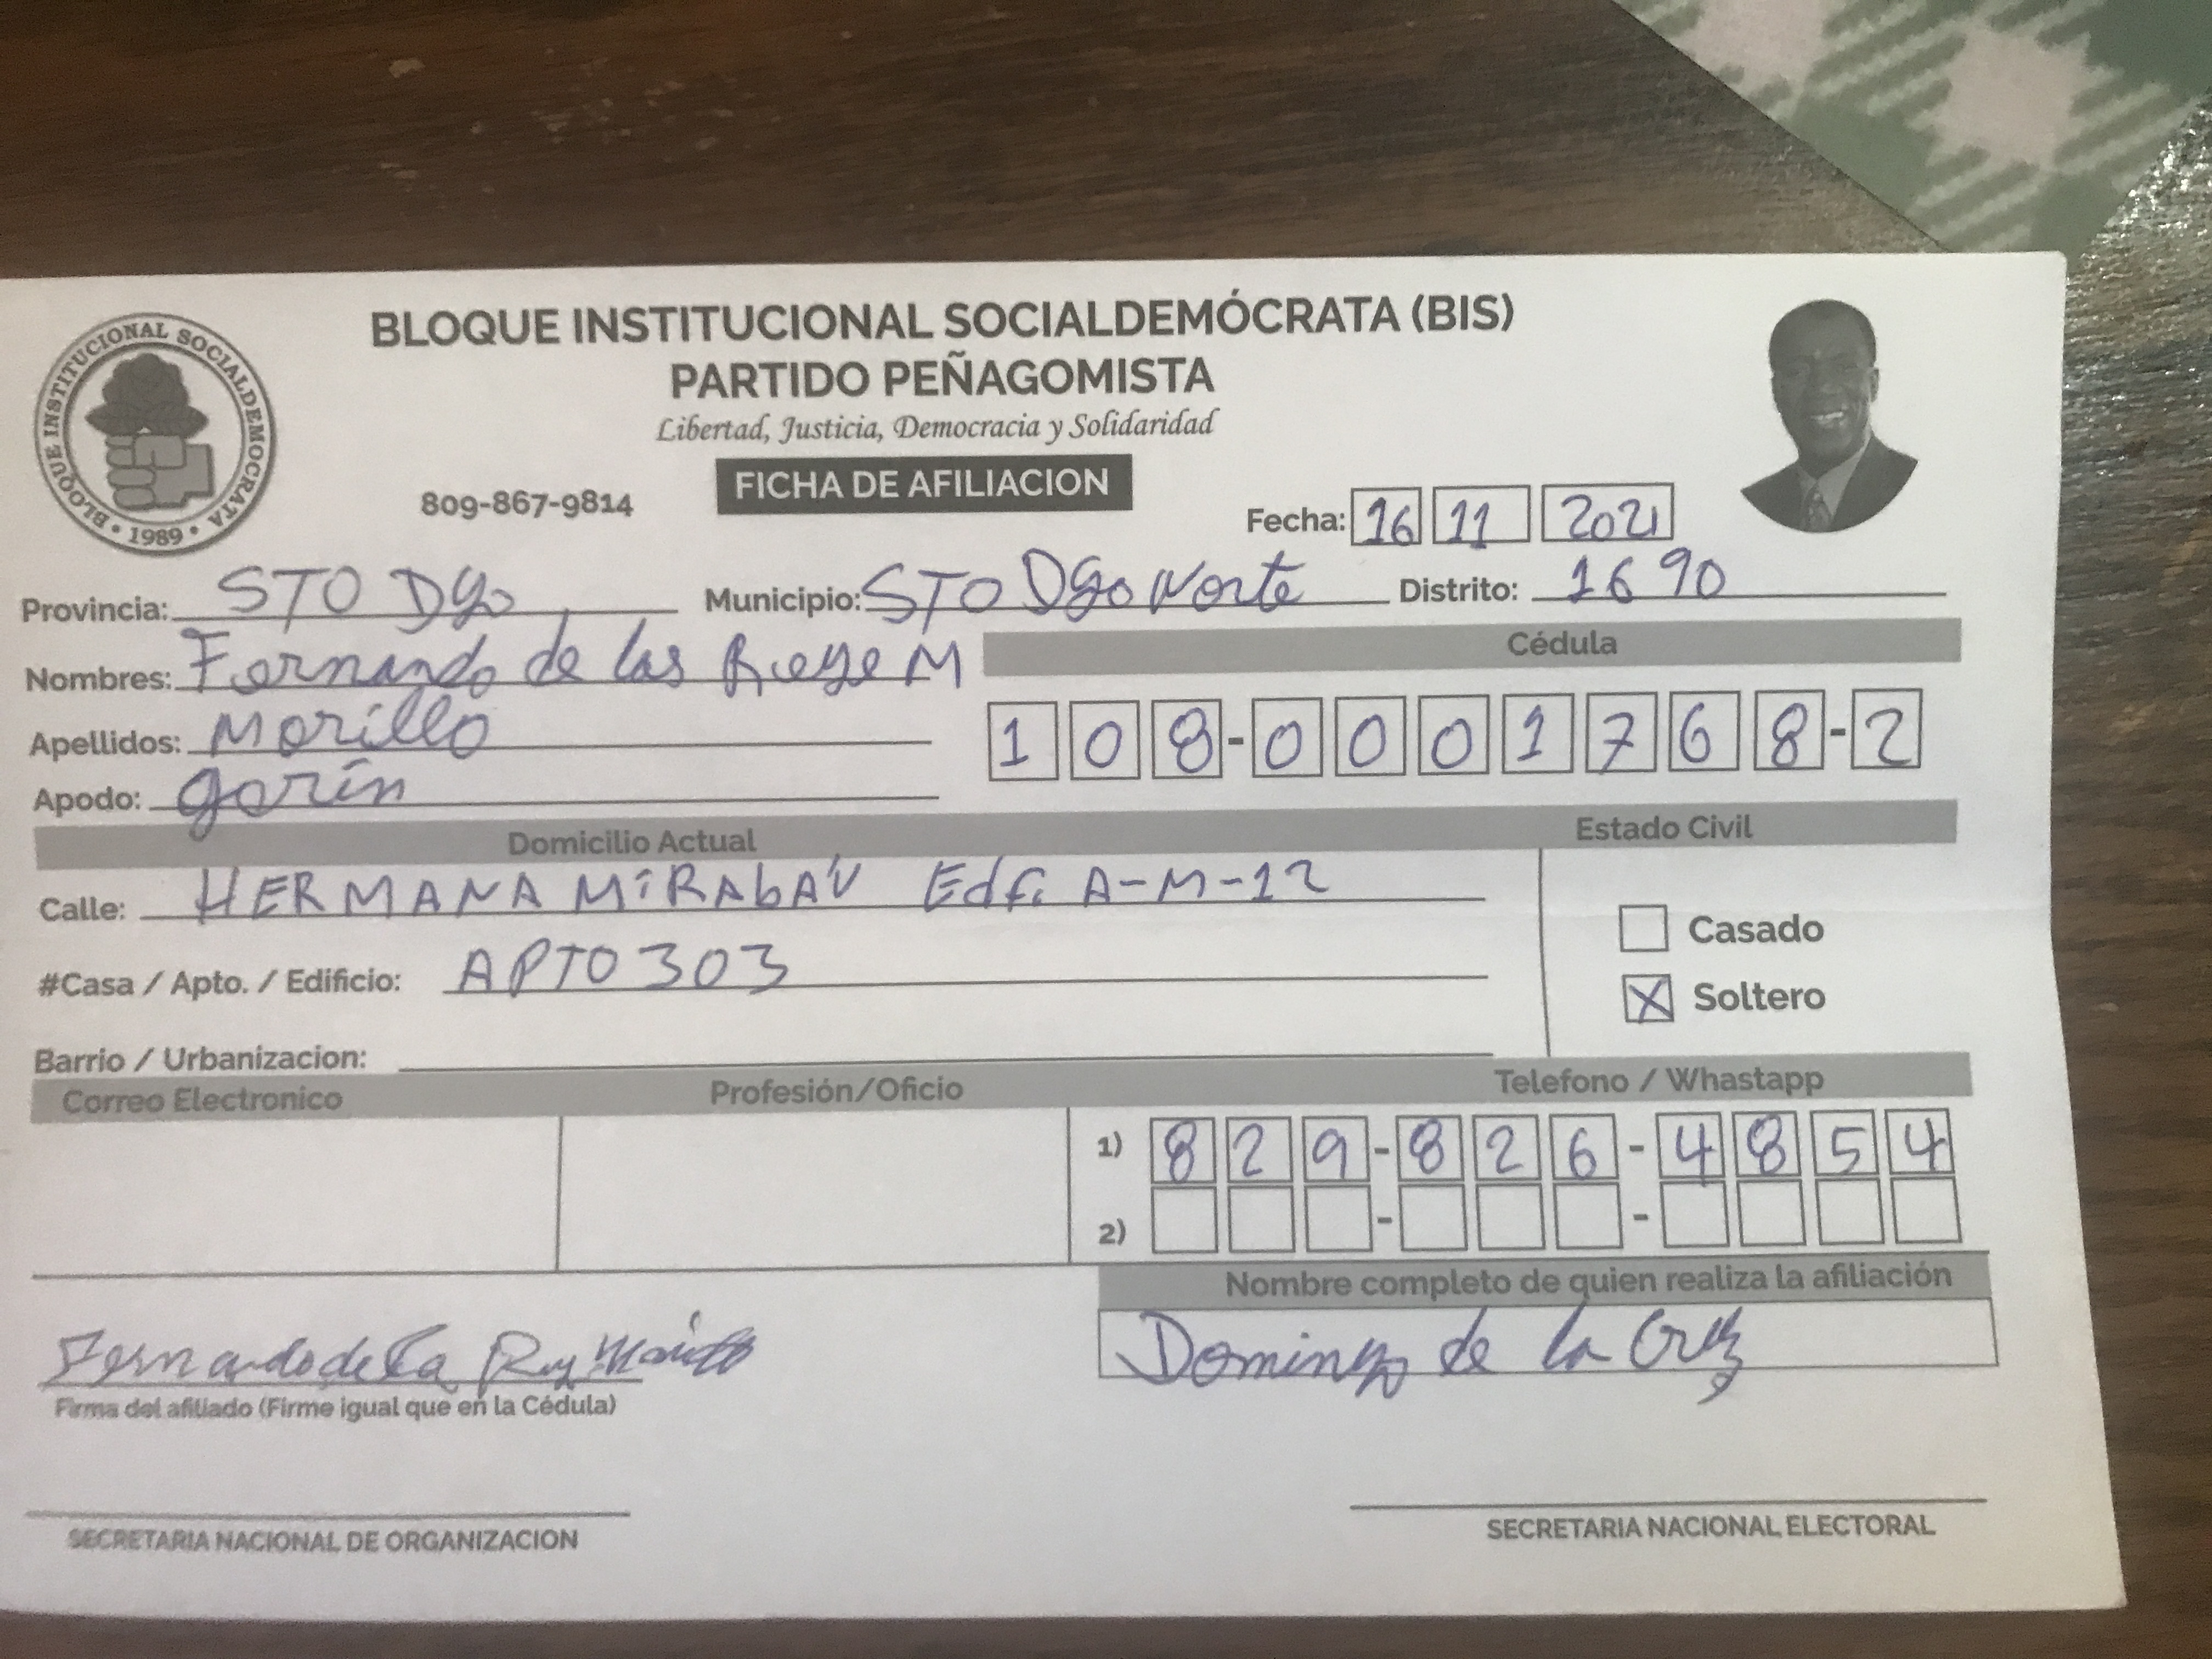 BLOQUE INSTITUCIONAL SOCIALDEMÓCRATA (BIS)
PARTIDO PEÑAGOMISTA
Libertad, Justicia, Democracia y Solidaridad
BLOQUE INSTITUCIONAL SOCIALDEMOCRATA • 1989 •
809-867-9814
FICHA DE AFILIACION
Fecha: 16 11 2021
Provincia: STO Dgo Municipio: STO Dgo Norte Distrito: 1690
Nombres: Fernando de las M
Cédula
Apellidos: Morillo
108-0001768-2
Apodo: garín
Domicilio Actual Estado Civil
Calle: HERMANA MiRAbAl Edfi A-M-12
Casado
#Casa / Apto. / Edificio: APTO 303
X Soltero
Barrio / Urbanizacion:
Correo Electronico Profesión/Oficio Telefono / Whastapp
1) 829-826-4854
2) - -
Nombre completo de quien realiza la afiliación
Fernando de la
Domingo de la Cruz
Firma del afiliado (Firme igual que en la Cédula)
SECRETARIA NACIONAL DE ORGANIZACION
SECRETARIA NACIONAL ELECTORAL